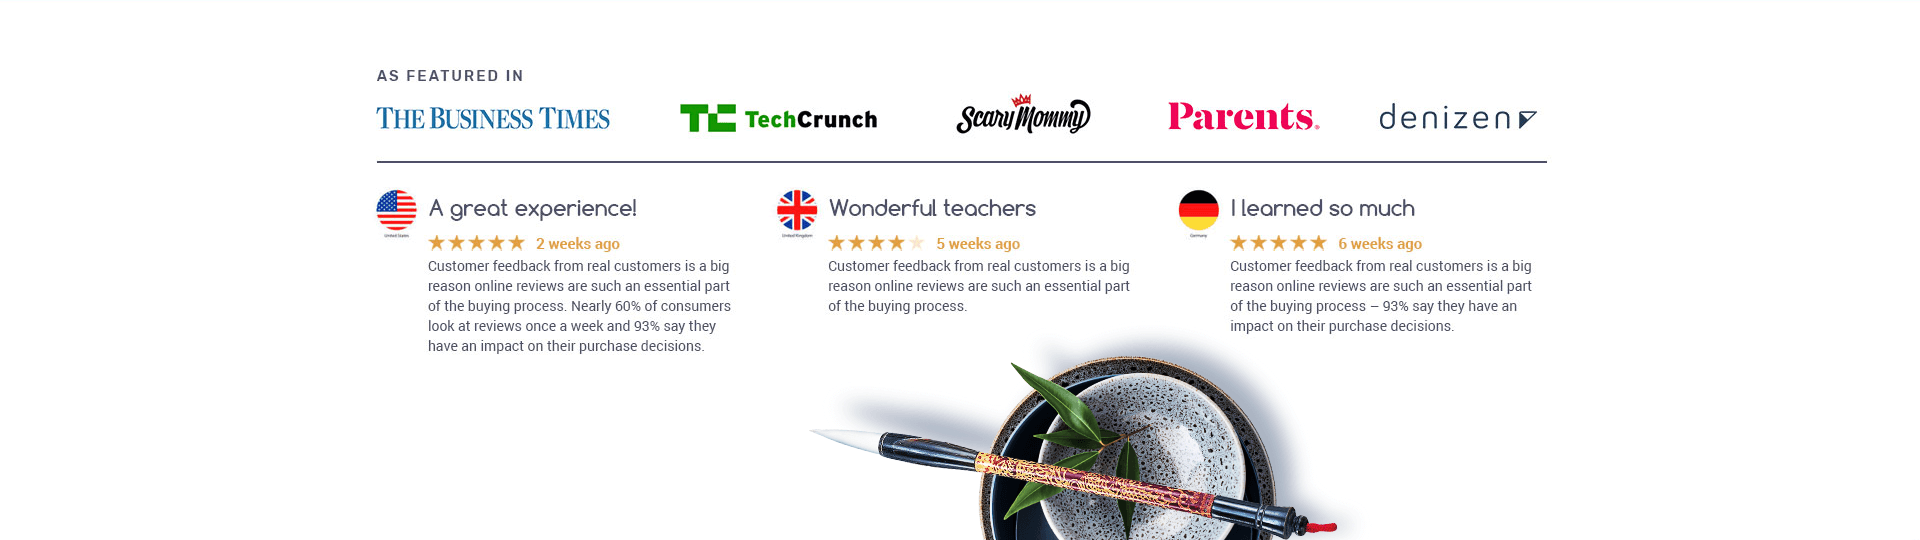 AS FEATURED IN
THE BUSINESS TIMES
TC TechCrunch
Scary Mommy
Parents.
denizen
A great experience!
United States
2 weeks ago
Customer feedback from real customers is a big
reason online reviews are such an essential part
of the buying process. Nearly 60% of consumers
look at reviews once a week and 93% say they
have an impact on their purchase decisions.
Wonderful teachers
United Kingdom
5 weeks ago
Customer feedback from real customers is a big
reason online reviews are such an essential part
of the buying process.
I learned so much
Germany
6 weeks ago
Customer feedback from real customers is a big
reason online reviews are such an essential part
of the buying process – 93% say they have an
impact on their purchase decisions.